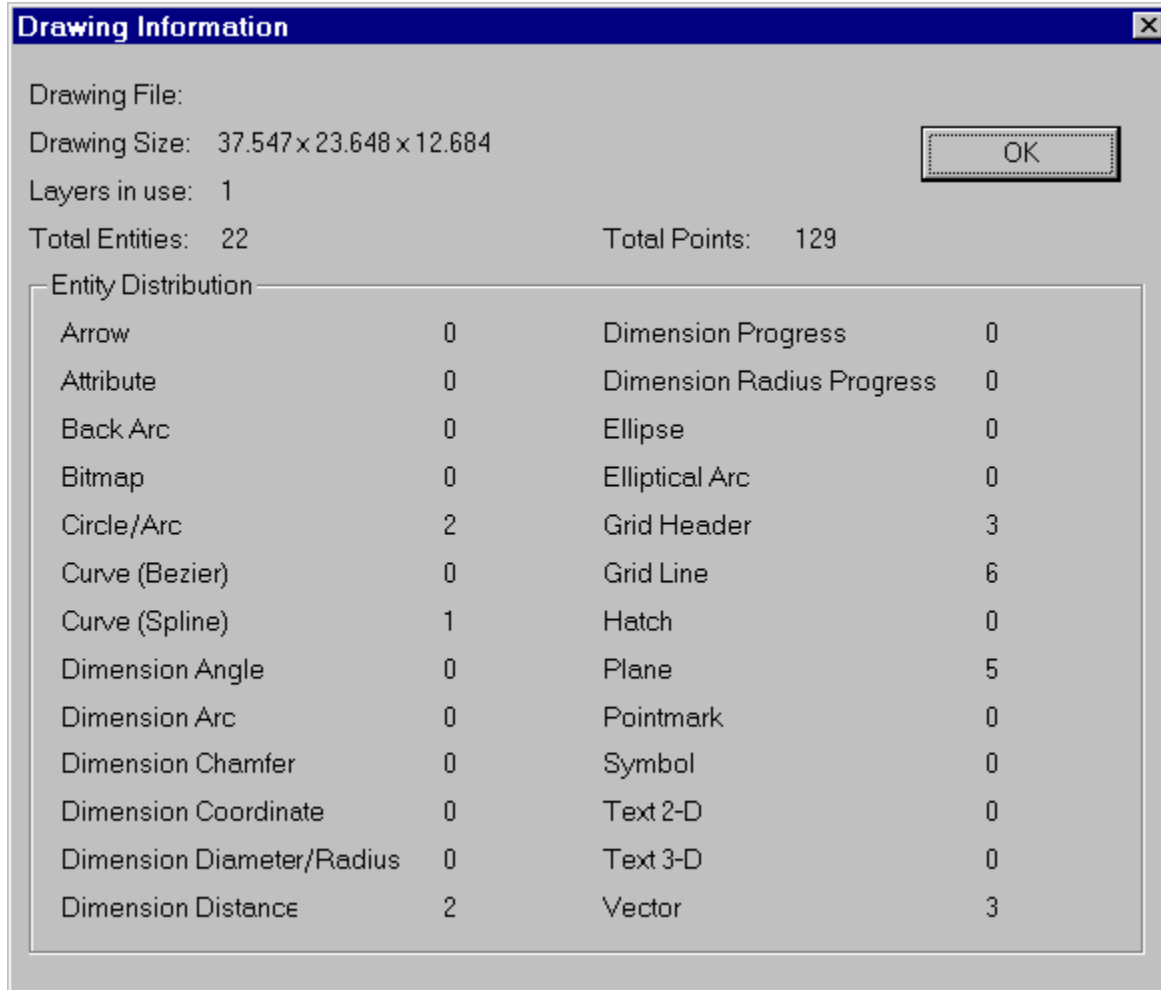 Drawing Information
Drawing File:
Drawing Size: 37.547 x 23.648 x 12.684
OK
Layers in use: 1
Total Entities: 22 Total Points: 129
Entity Distribution
Arrow 0 Dimension Progress 0
Attribute 0 Dimension Radius Progress 0
Back Arc 0 Ellipse 0
Bitmap 0 Elliptical Arc 0
Circle/Arc 2 Grid Header 3
Curve (Bezier) 0 Grid Line 6
Curve (Spline) 1 Hatch 0
Dimension Angle 0 Plane 5
Dimension Arc 0 Pointmark 0
Dimension Chamfer 0 Symbol 0
Dimension Coordinate 0 Text 2-D 0
Dimension Diameter/Radius 0 Text 3-D 0
Dimension Distance 2 Vector 3